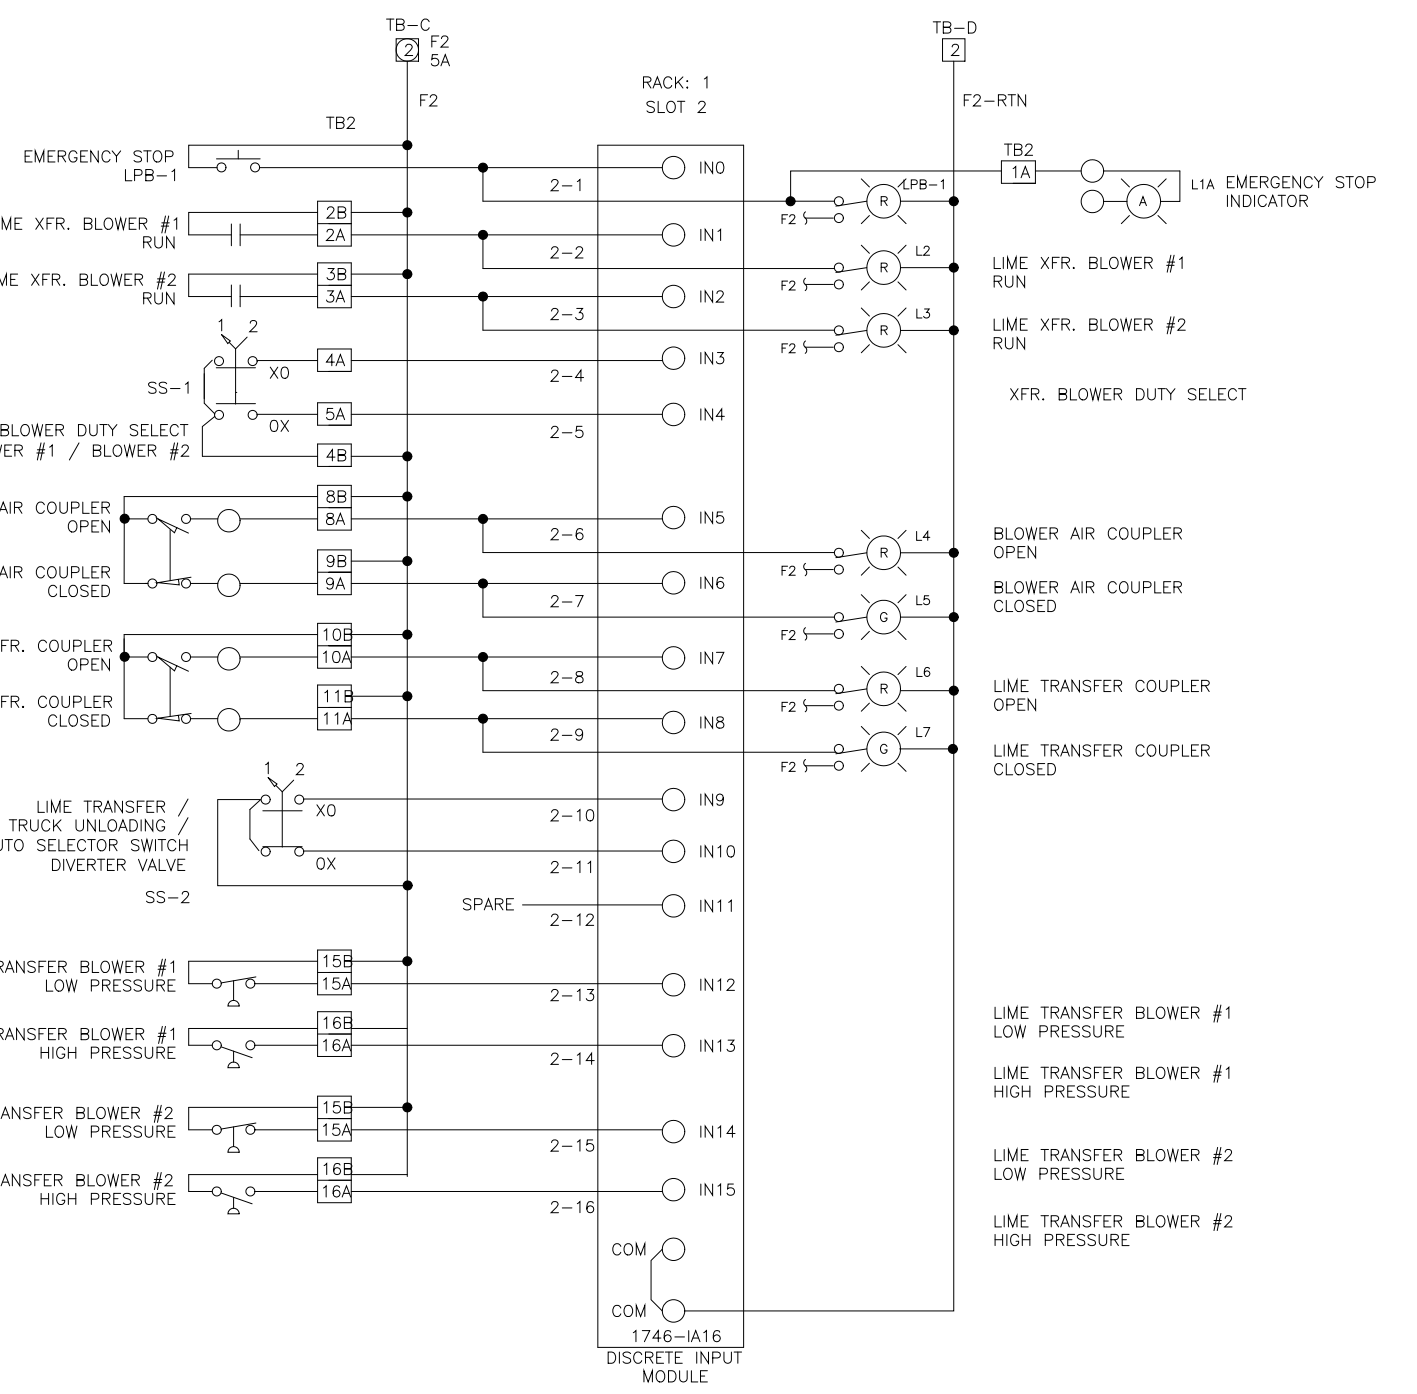 TB-C
2
F2
5A
F2
TB-D
2
F2-RTN
RACK: 1
SLOT 2
TB2
EMERGENCY STOP
LPB-1
2-1
IN0
LPB-1
R
F2
TB2
1A
A
L1A EMERGENCY STOP
INDICATOR
ME XFR. BLOWER #1
RUN
2B
2A
2-2
IN1
L2
R
F2
LIME XFR. BLOWER #1
RUN
ME XFR. BLOWER #2
RUN
3B
3A
2-3
IN2
L3
R
F2
LIME XFR. BLOWER #2
RUN
1 2
SS-1
X0
4A
2-4
IN3
XFR. BLOWER DUTY SELECT
0X
5A
2-5
IN4
BLOWER DUTY SELECT
WER #1 / BLOWER #2
4B
AIR COUPLER
OPEN
8B
8A
2-6
IN5
L4
R
F2
BLOWER AIR COUPLER
OPEN
AIR COUPLER
CLOSED
9B
9A
2-7
IN6
L5
G
F2
BLOWER AIR COUPLER
CLOSED
FR. COUPLER
OPEN
10B
10A
2-8
IN7
L6
R
F2
LIME TRANSFER COUPLER
OPEN
FR. COUPLER
CLOSED
11B
11A
2-9
IN8
L7
G
F2
LIME TRANSFER COUPLER
CLOSED
1 2
LIME TRANSFER /
TRUCK UNLOADING /
UTO SELECTOR SWITCH
DIVERTER VALVE
SS-2
X0
2-10
IN9
0X
2-11
IN10
SPARE
2-12
IN11
RANSFER BLOWER #1
LOW PRESSURE
15B
15A
2-13
IN12
LIME TRANSFER BLOWER #1
LOW PRESSURE
RANSFER BLOWER #1
HIGH PRESSURE
16B
16A
2-14
IN13
LIME TRANSFER BLOWER #1
HIGH PRESSURE
ANSFER BLOWER #2
LOW PRESSURE
15B
15A
2-15
IN14
LIME TRANSFER BLOWER #2
LOW PRESSURE
ANSFER BLOWER #2
HIGH PRESSURE
16B
16A
2-16
IN15
LIME TRANSFER BLOWER #2
HIGH PRESSURE
COM
COM
1746-IA16
DISCRETE INPUT
MODULE